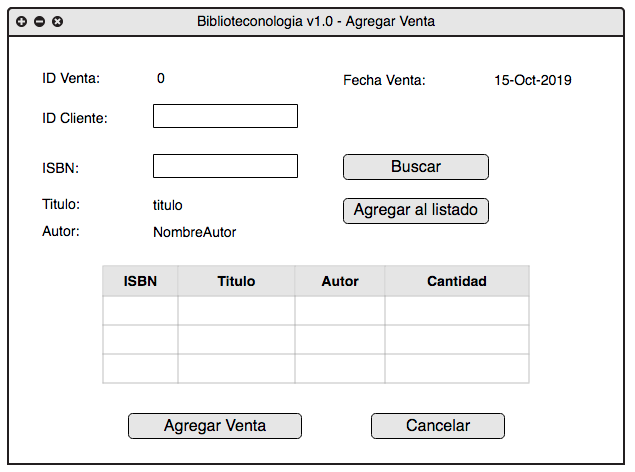 Biblioteconologia v1.0 - Agregar Venta
ID Venta: 0 Fecha Venta: 15-Oct-2019
ID Cliente:
ISBN: Buscar
Titulo: titulo Agregar al listado
Autor: NombreAutor
ISBN Titulo Autor Cantidad
Agregar Venta Cancelar